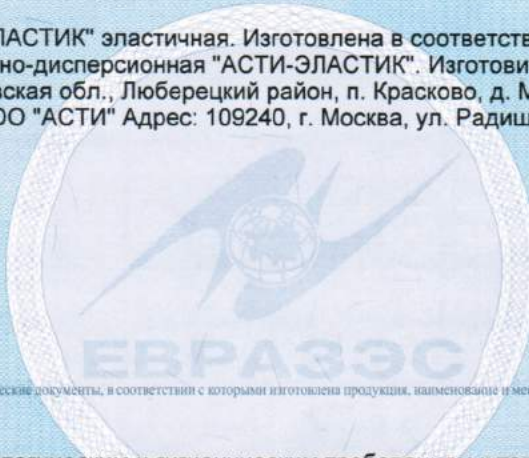 ЛАСТИК" эластичная. Изготовлена в соответств
но-дисперсионная "АСТИ-ЭЛАСТИК". Изготови
вская обл., Люберецкий район, п. Красково, д. М
ОО "АСТИ" Адрес: 109240, г. Москва, ул. Радищ
ЕВРАЗЭС
еские документы, в соответствии с которыми изготовлена продукция, наименование и ме